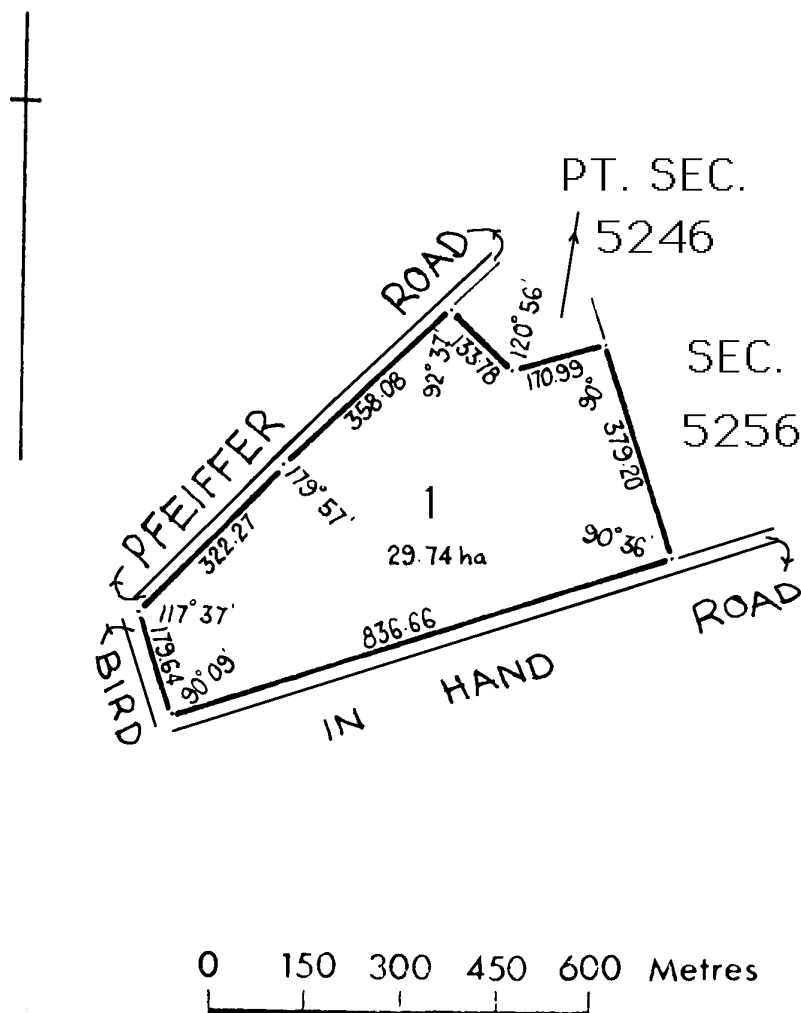 PT. SEC.
5246
SEC.
5256
PFEIFFER ROAD
120° 56'
92° 37'
133.78
170.99
90°
358.08
379.20
179° 57'
322.27
1
29.74 ha
90° 36'
117° 37'
179.64
90° 09'
836.66
BIRD IN HAND ROAD
0 150 300 450 600 Metres